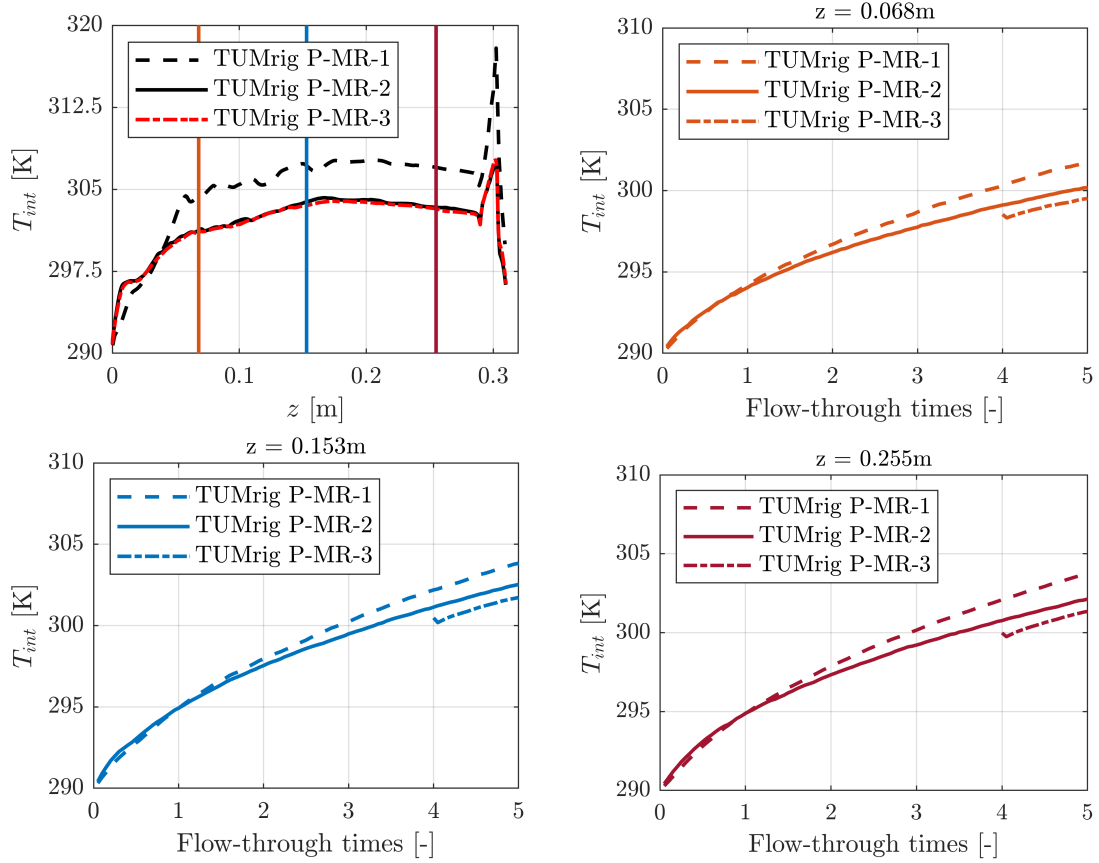 320
312.5
305
297.5
290
T_int [K]
TUMrig P-MR-1
TUMrig P-MR-2
TUMrig P-MR-3
0
0.1
0.2
0.3
z [m]
z = 0.068m
310
305
300
295
290
T_int [K]
TUMrig P-MR-1
TUMrig P-MR-2
TUMrig P-MR-3
0
1
2
3
4
5
Flow-through times [-]
z = 0.153m
310
305
300
295
290
T_int [K]
TUMrig P-MR-1
TUMrig P-MR-2
TUMrig P-MR-3
0
1
2
3
4
5
Flow-through times [-]
z = 0.255m
310
305
300
295
290
T_int [K]
TUMrig P-MR-1
TUMrig P-MR-2
TUMrig P-MR-3
0
1
2
3
4
5
Flow-through times [-]